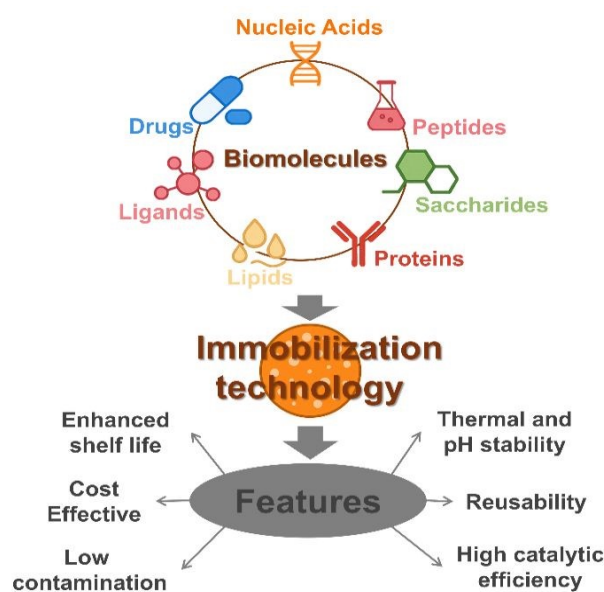 Nucleic Acids
Drugs
Peptides
Biomolecules
Ligands
Saccharides
Lipids
Proteins
Immobilization
technology
Enhanced
shelf life
Thermal and
pH stability
Cost
Effective
Features
Reusability
Low
contamination
High catalytic
efficiency